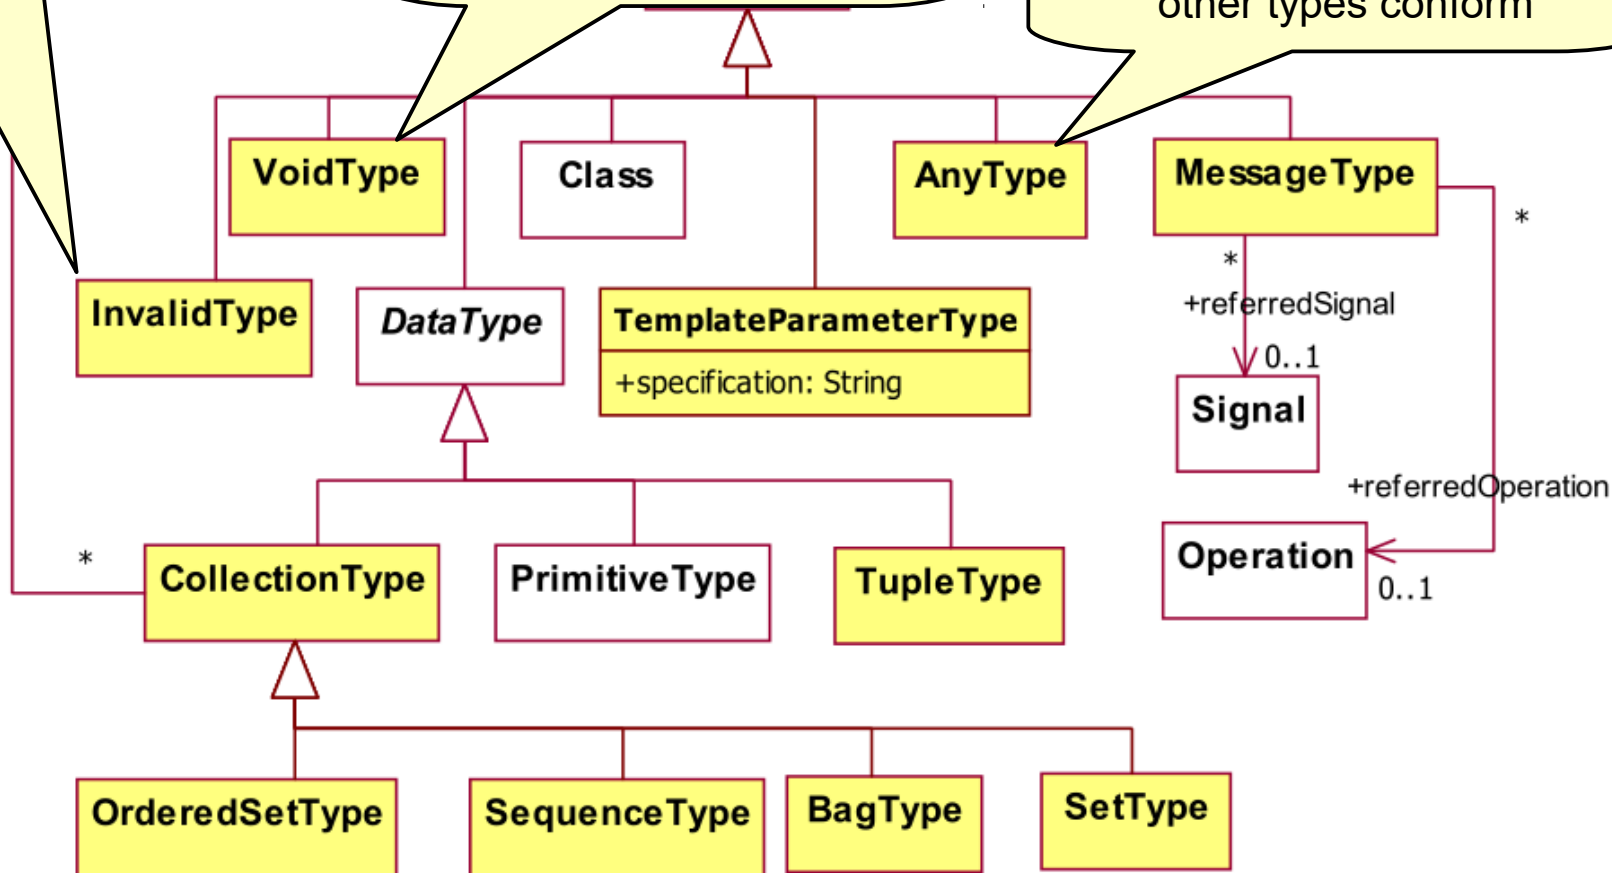 other types conform
VoidType
Class
AnyType
MessageType
*
*
InvalidType
DataType
TemplateParameterType
+specification: String
+referredSignal
0..1
Signal
+referredOperation
*
CollectionType
PrimitiveType
TupleType
Operation
0..1
OrderedSetType
SequenceType
BagType
SetType